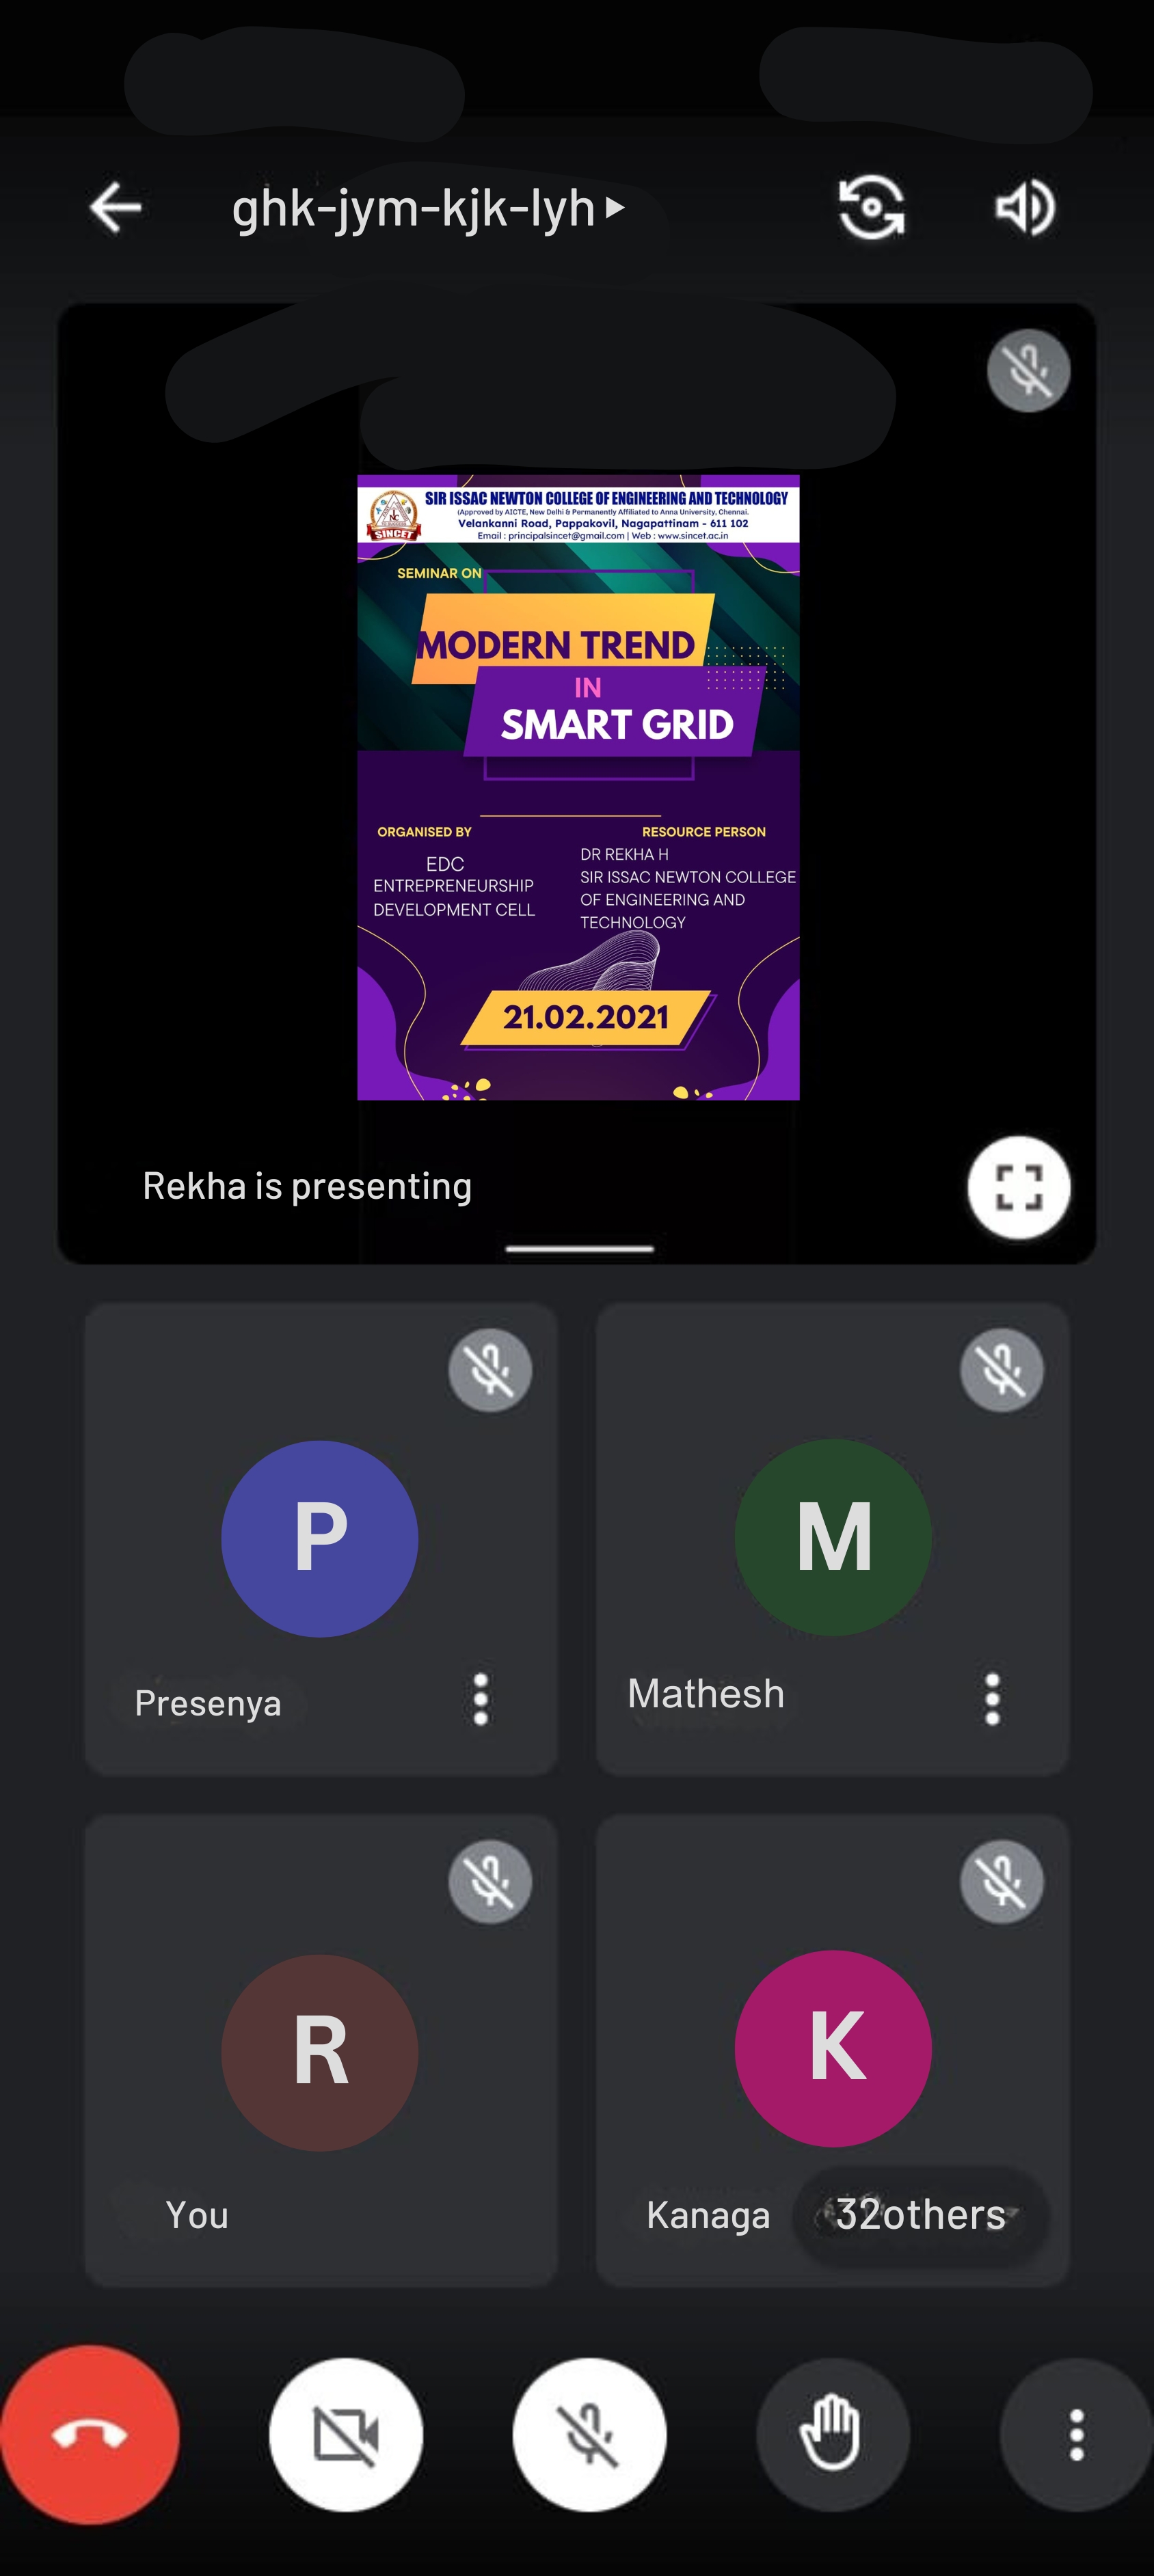 ghk-jym-kjk-lyh
SIR ISSAC NEWTON COLLEGE OF ENGINEERING AND TECHNOLOGY
(Approved by AICTE, New Delhi & Permanently Affiliated to Anna University, Chennai.
Velankanni Road, Pappakovil, Nagapattinam - 611 102
Email : principalsincet@gmail.com | Web : www.sincet.ac.in
SINCET
SEMINAR ON
MODERN TREND
IN
SMART GRID
ORGANISED BY
EDC
ENTREPRENEURSHIP
DEVELOPMENT CELL
RESOURCE PERSON
DR REKHA H
SIR ISSAC NEWTON COLLEGE
OF ENGINEERING AND
TECHNOLOGY
21.02.2021
Rekha is presenting
P
Presenya
M
Mathesh
R
You
K
Kanaga
32others